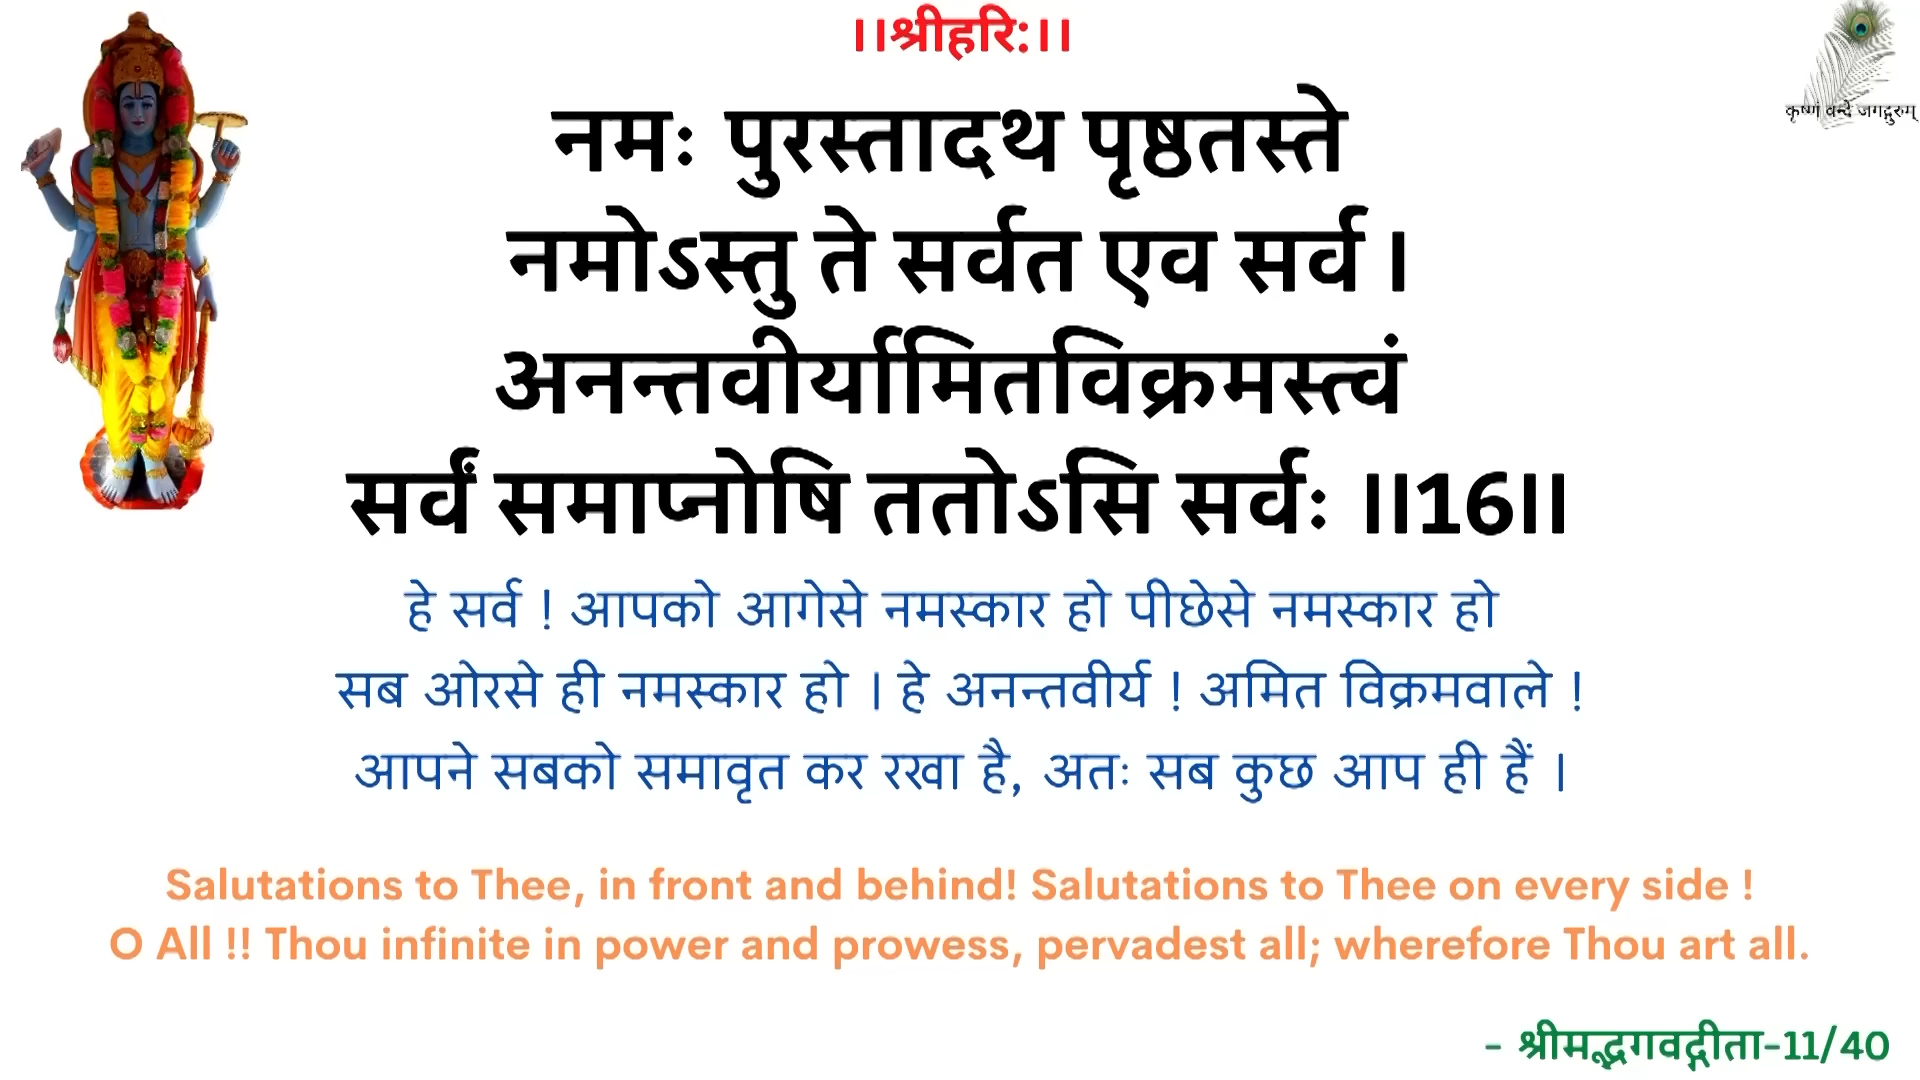 ।।श्रीहरि:।।
कृष्णं वन्दे जगद्गुरुम्
नमः पुरस्तादथ पृष्ठतस्ते
नमोऽस्तु ते सर्वत एव सर्व ।
अनन्तवीर्यामितविक्रमस्त्वं
सर्वं समाप्नोषि ततोऽसि सर्वः ।।16।।
हे सर्व ! आपको आगेसे नमस्कार हो पीछेसे नमस्कार हो
सब ओरसे ही नमस्कार हो । हे अनन्तवीर्य ! अमित विक्रमवाले !
आपने सबको समावृत कर रखा है, अतः सब कुछ आप ही हैं ।
Salutations to Thee, in front and behind! Salutations to Thee on every side !
O All !! Thou infinite in power and prowess, pervadest all; wherefore Thou art all.
- श्रीमद्भगवद्गीता-11/40